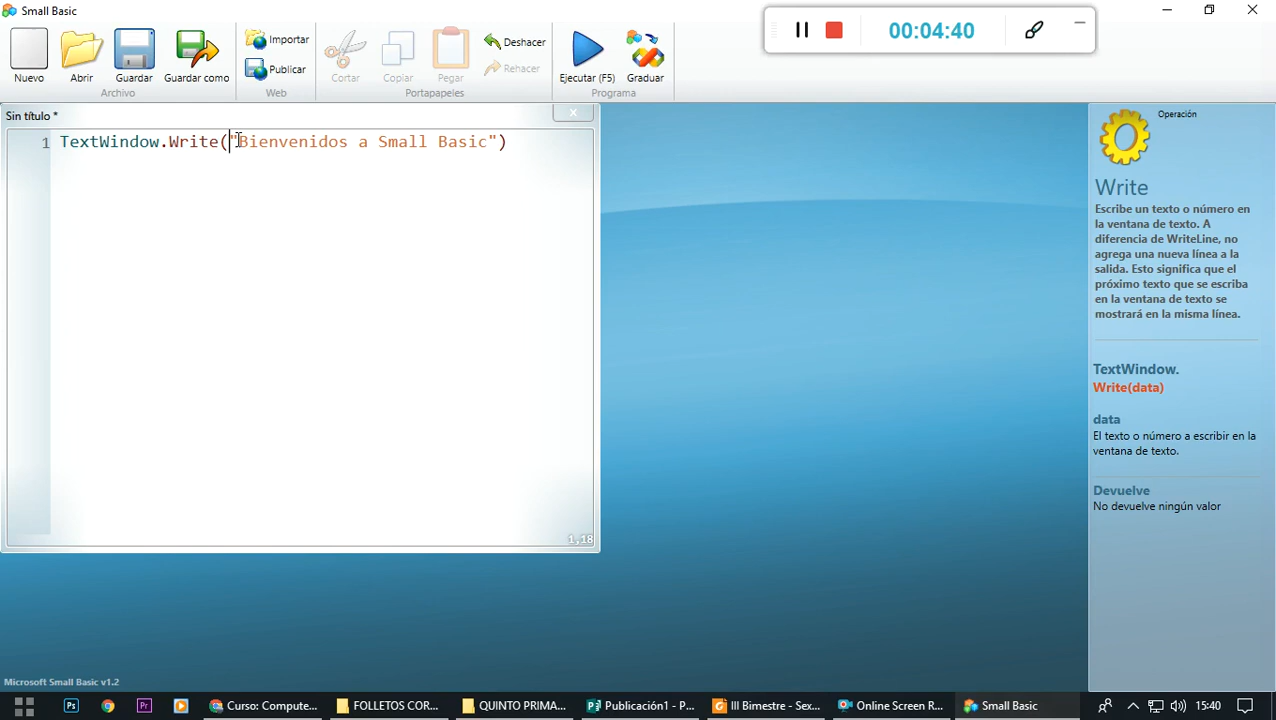 Small Basic
00:04:40
Nuevo
Abrir
Guardar
Guardar como
Archivo
Importar
Publicar
Web
Cortar
Copiar
Pegar
Deshacer
Rehacer
Portapapeles
Ejecutar (F5)
Graduar
Programa
Sin título *
1 TextWindow.Write("Bienvenidos a Small Basic")
1,18
Operación
Write
Escribe un texto o número en
la ventana de texto. A
diferencia de WriteLine, no
agrega una nueva línea a la
salida. Esto significa que el
próximo texto que se escriba
en la ventana de texto se
mostrará en la misma línea.
TextWindow.
Write(data)
data
El texto o número a escribir en la
ventana de texto.
Devuelve
No devuelve ningún valor
Microsoft Small Basic v1.2
Ps
Pr
Curso: Compute...
FOLLETOS COR...
QUINTO PRIMA...
Publicación1 - P...
III Bimestre - Sex...
Online Screen R...
Small Basic
15:40